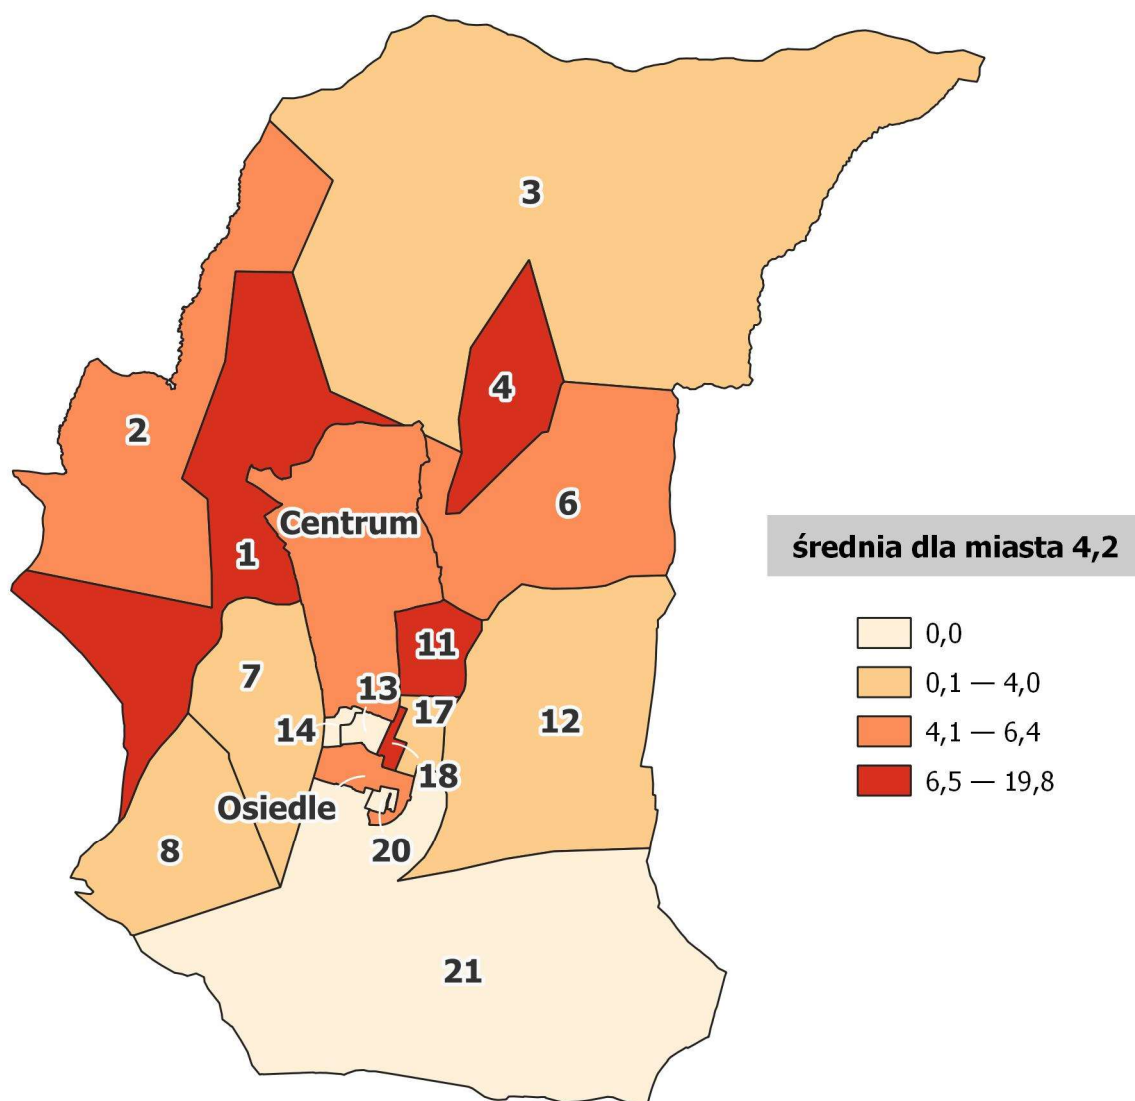 3
4
2
6
Centrum
1
11
7
13
17
14
12
18
Osiedle
20
8
21
średnia dla miasta 4,2
0,0
0,1 — 4,0
4,1 — 6,4
6,5 — 19,8